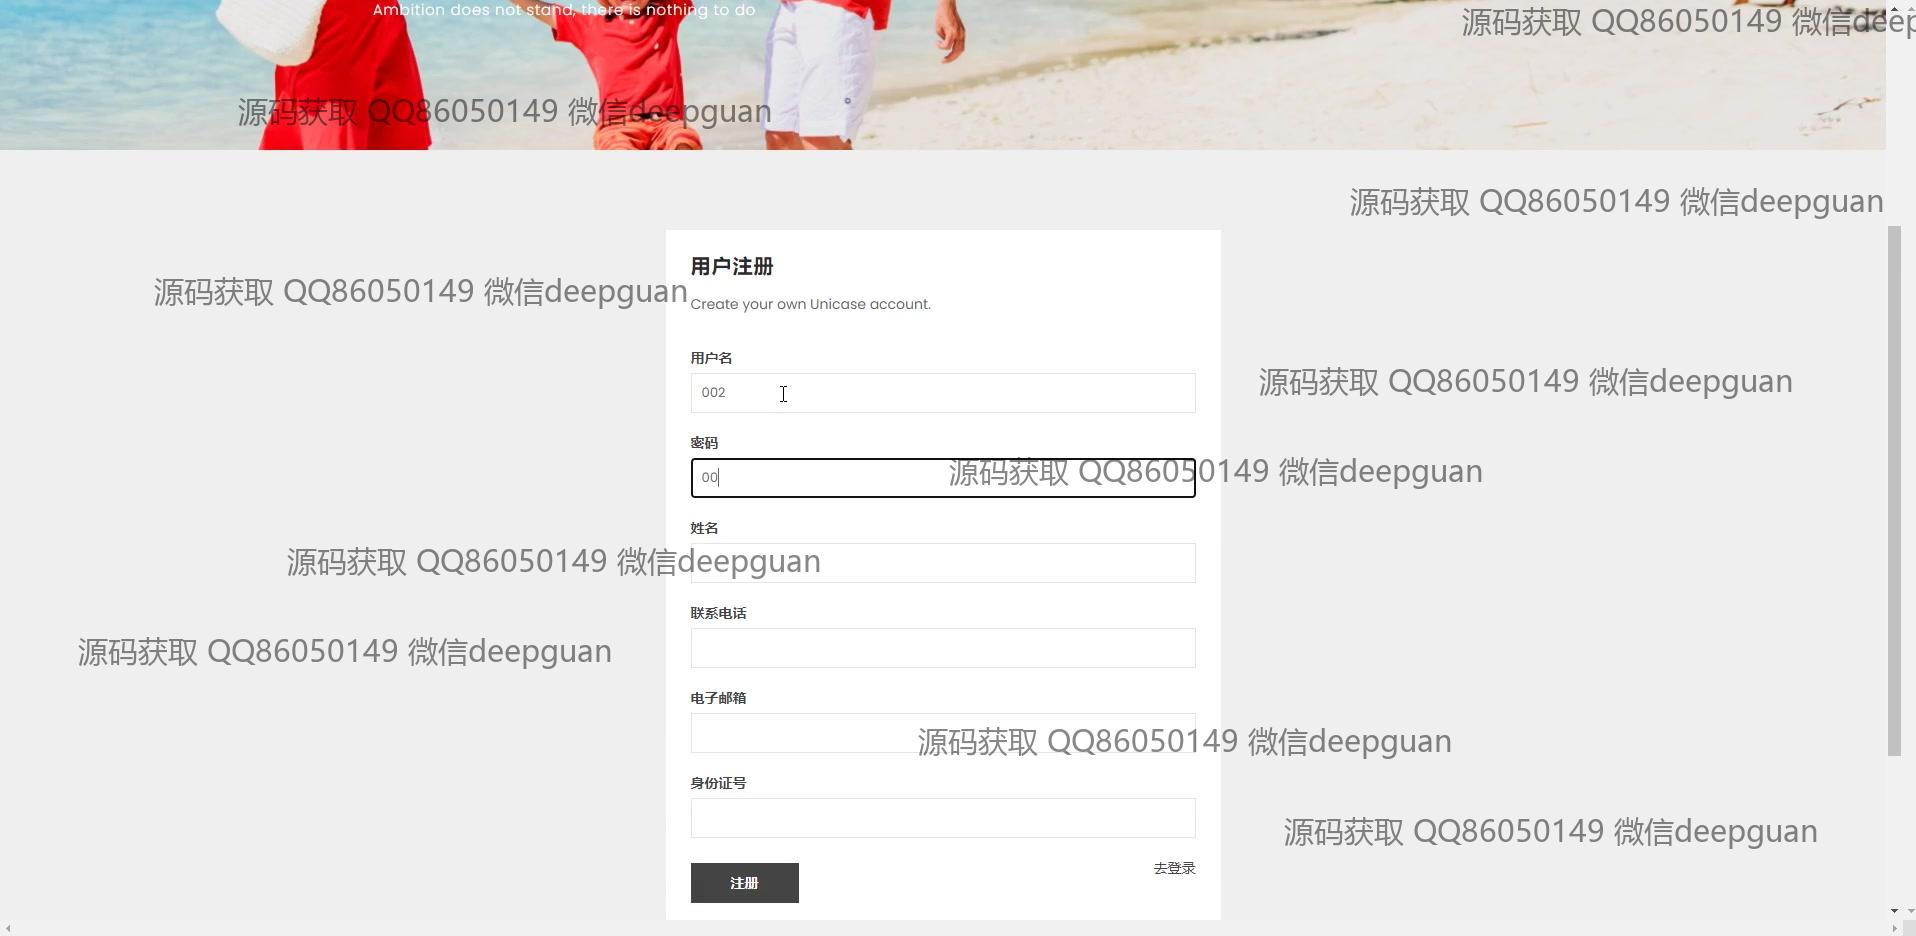 Ambition does not stand, there is nothing to do
源码获取 QQ86050149 微信deep
源码获取 QQ86050149 微信deepguan
源码获取 QQ86050149 微信deepguan
用户注册
源码获取 QQ86050149 微信deepguan
Create your own Unicase account.
用户名
源码获取 QQ86050149 微信deepguan
002
密码
源码获取 QQ86050149 微信deepguan
00
姓名
源码获取 QQ86050149 微信deepguan
联系电话
源码获取 QQ86050149 微信deepguan
电子邮箱
源码获取 QQ86050149 微信deepguan
身份证号
源码获取 QQ86050149 微信deepguan
去登录
注册